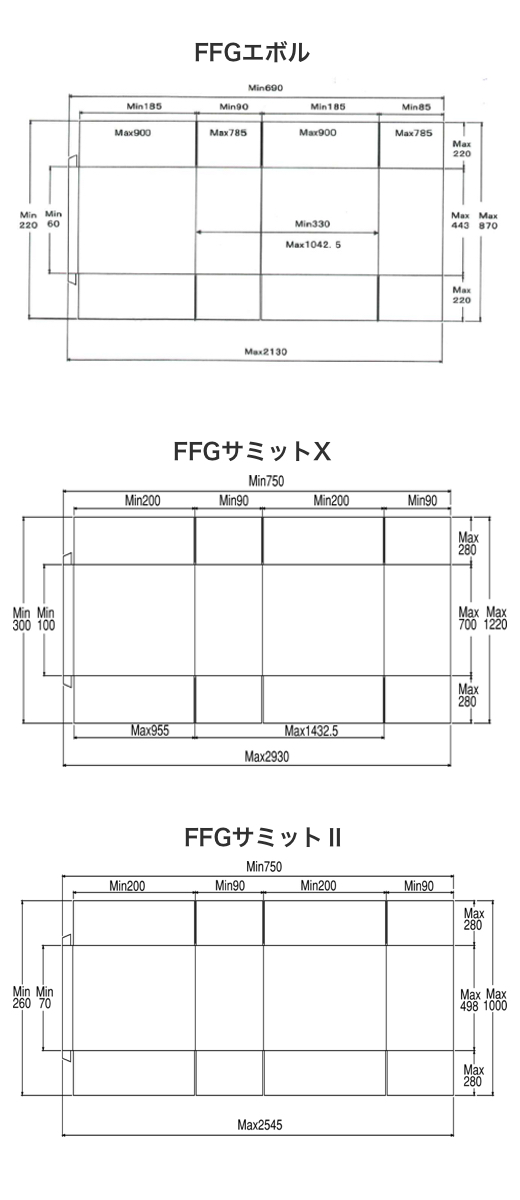 FFGエボル
Min690
Min185 Min90 Min185 Min85
Max900 Max785 Max900 Max785
Max
220
Min
220
Min
60
Min330
Max1042. 5
Max
443
Max
870
Max
220
Max2130
FFGサミットX
Min750
Min200 Min90 Min200 Min90
Max
280
Min
300
Min
100
Max
700
Max
1220
Max
280
Max955 Max1432.5
Max2930
FFGサミットⅡ
Min750
Min200 Min90 Min200 Min90
Max
280
Min
260
Min
70
Max
498
Max
1000
Max
280
Max2545